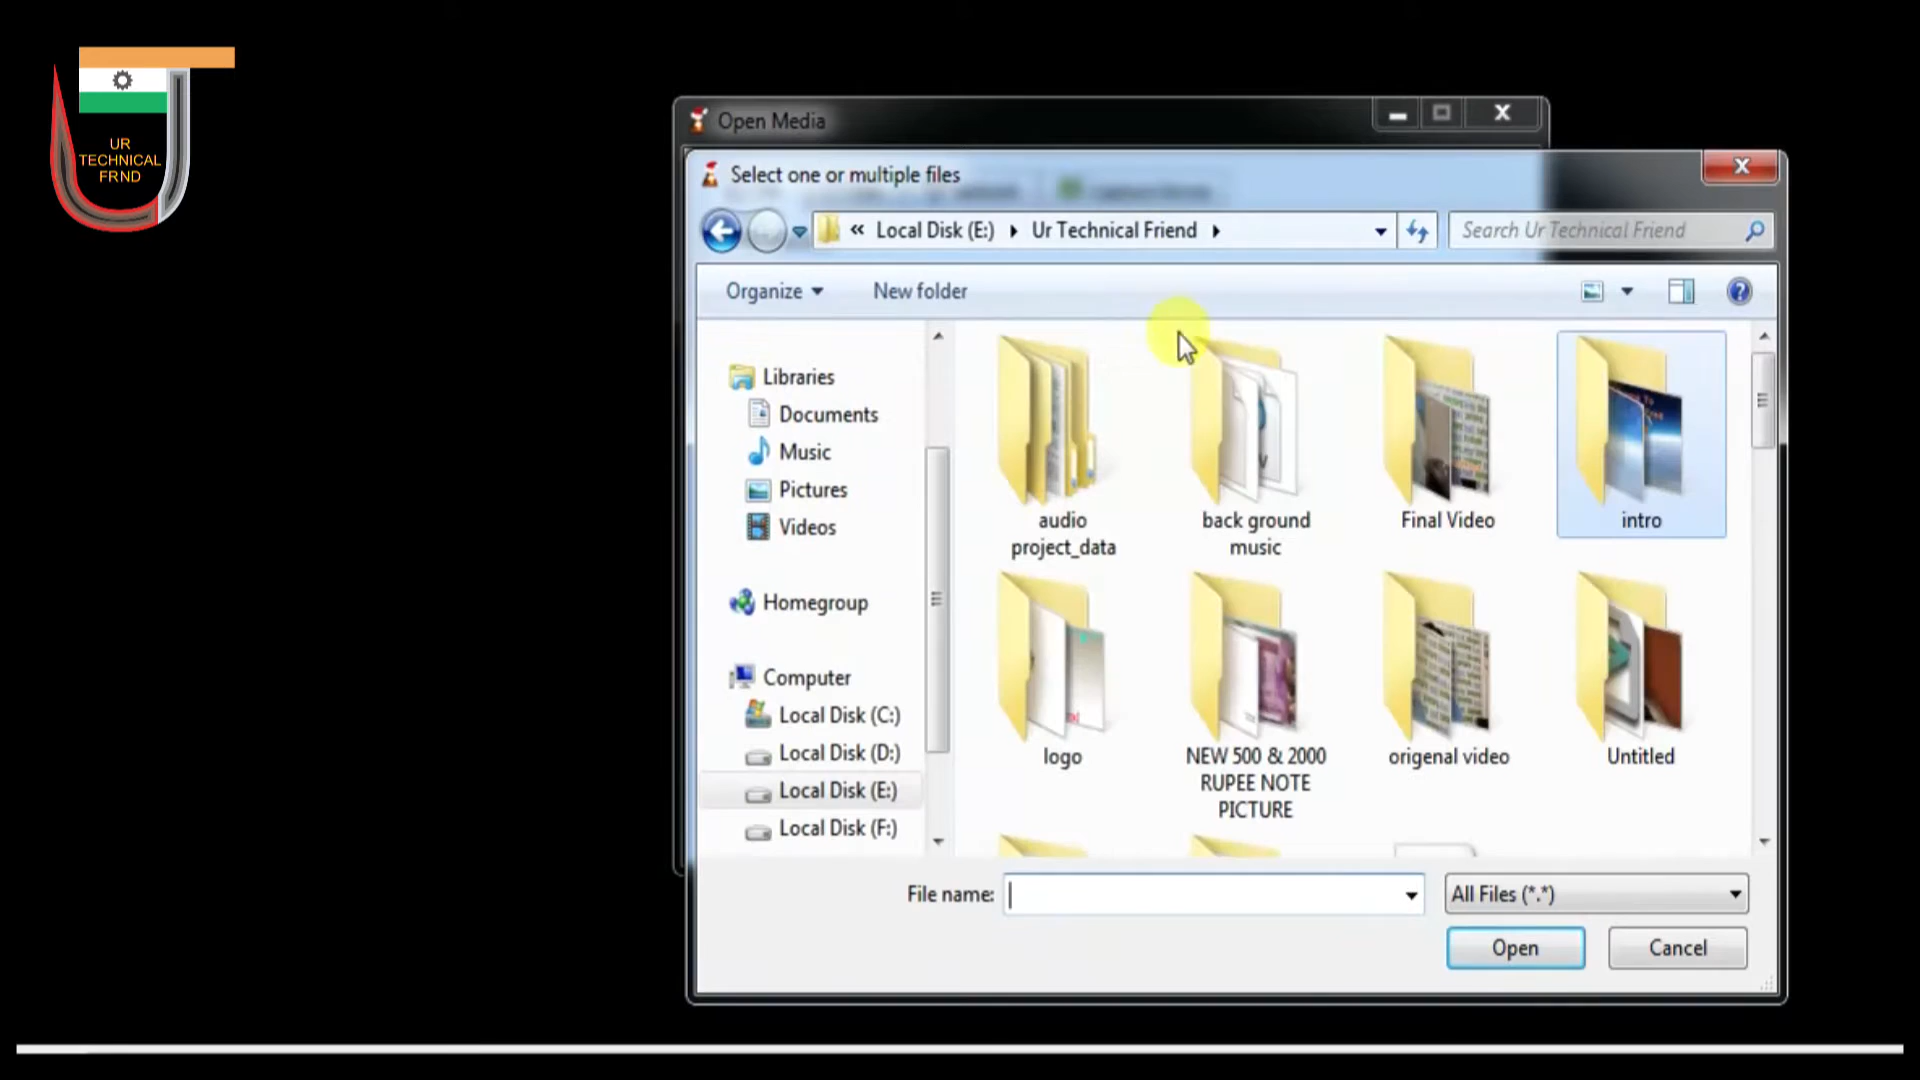 UR
TECHNICAL
FRND
Open Media
Select one or multiple files
« Local Disk (E:) Ur Technical Friend
Search Ur Technical Friend
Organize New folder
Libraries
Documents
Music
Pictures
Videos
Homegroup
Computer
Local Disk (C:)
Local Disk (D:)
Local Disk (E:)
Local Disk (F:)
audio
project_data
back ground
music
Final Video
intro
logo
NEW 500 & 2000
RUPEE NOTE
PICTURE
origenal video
Untitled
File name:
All Files (*.*)
Open Cancel